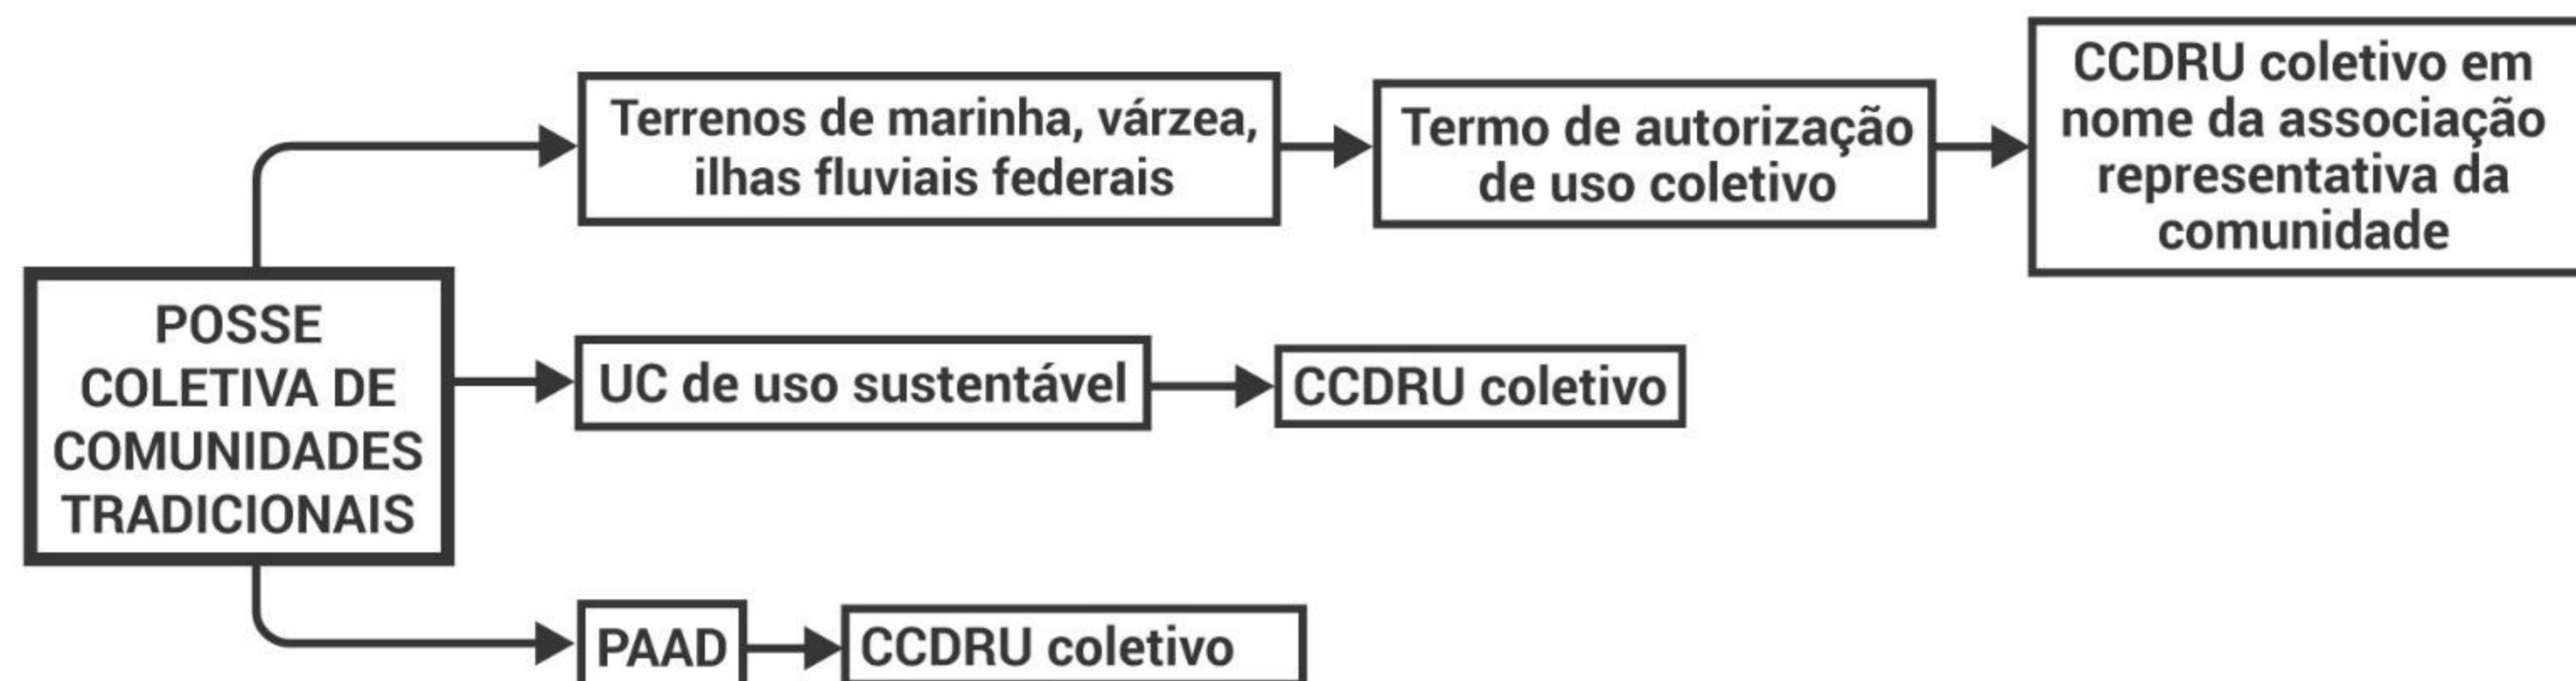 Terrenos de marinha, várzea,
ilhas fluviais federais
Termo de autorização
de uso coletivo
CCDRU coletivo em
nome da associação
representativa da
comunidade
POSSE
COLETIVA DE
COMUNIDADES
TRADICIONAIS
UC de uso sustentável
CCDRU coletivo
PAAD
CCDRU coletivo